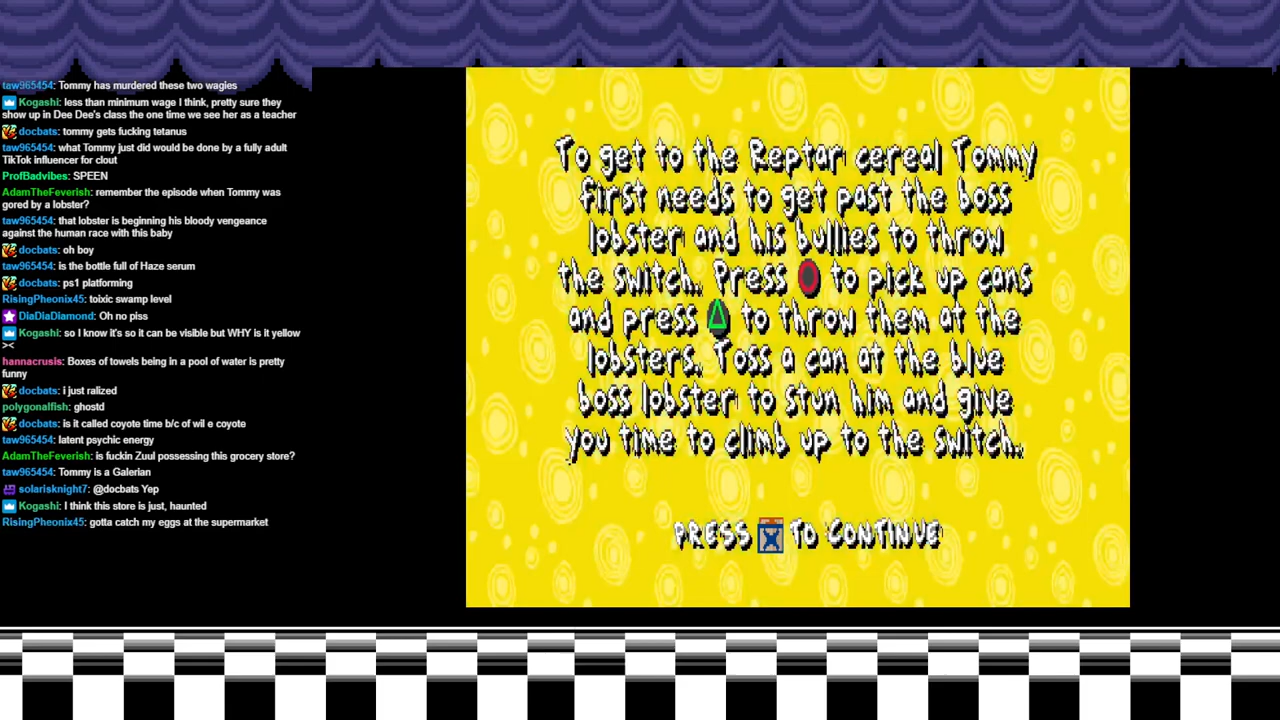 taw965454: Tommy has murdered these two wagies
Kogashi: less than minimum wage I think, pretty sure they
show up in Dee Dee's class the one time we see her as a teacher
docbats: tommy gets fucking tetanus
taw965454: what Tommy just did would be done by a fully adult
TikTok influencer for clout
ProfBadvibes: SPEEN
AdamTheFeverish: remember the episode when Tommy was
gored by a lobster?
taw965454: that lobster is beginning his bloody vengeance
against the human race with this baby
docbats: oh boy
taw965454: is the bottle full of Haze serum
docbats: ps1 platforming
RisingPheonix45: toixic swamp level
DiaDiaDiamond: Oh no piss
Kogashi: so I know it's so it can be visible but WHY is it yellow
><
hannacrusis: Boxes of towels being in a pool of water is pretty
funny
docbats: i just ralized
polygonalfish: ghostd
docbats: is it called coyote time b/c of wil e coyote
taw965454: latent psychic energy
AdamTheFeverish: is fuckin Zuul possessing this grocery store?
taw965454: Tommy is a Galerian
solarisknight7: @docbats Yep
Kogashi: I think this store is just, haunted
RisingPheonix45: gotta catch my eggs at the supermarket
To get to the Reptar cereal Tommy
first needs to get past the boss
lobster and his bullies to throw
the switch. Press to pick up cans
and press to throw them at the
lobsters. Toss a can at the blue
boss lobster to stun him and give
you time to climb up to the switch.
PRESS X TO CONTINUE